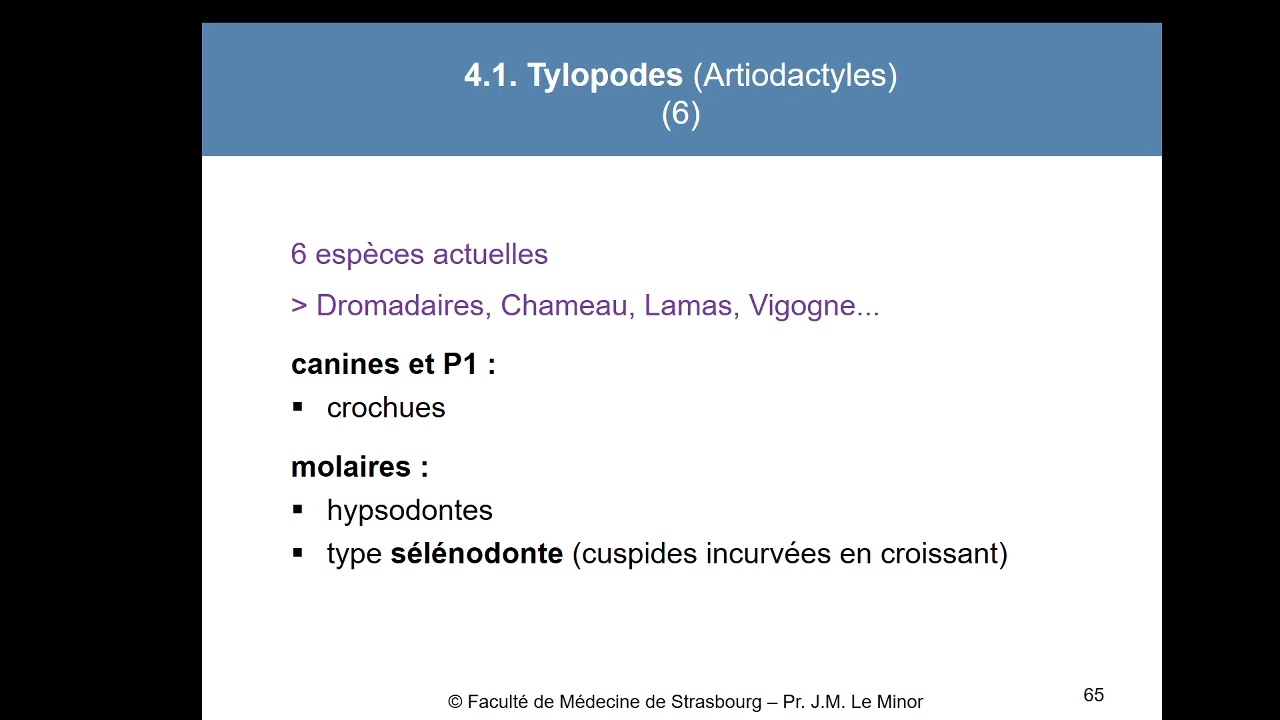 4.1. Tylopodes (Artiodactyles)
(6)
6 espèces actuelles
> Dromadaires, Chameau, Lamas, Vigogne...
canines et P1 :
▪ crochues
molaires :
▪ hypsodontes
▪ type sélénodonte (cuspides incurvées en croissant)
© Faculté de Médecine de Strasbourg – Pr. J.M. Le Minor
65